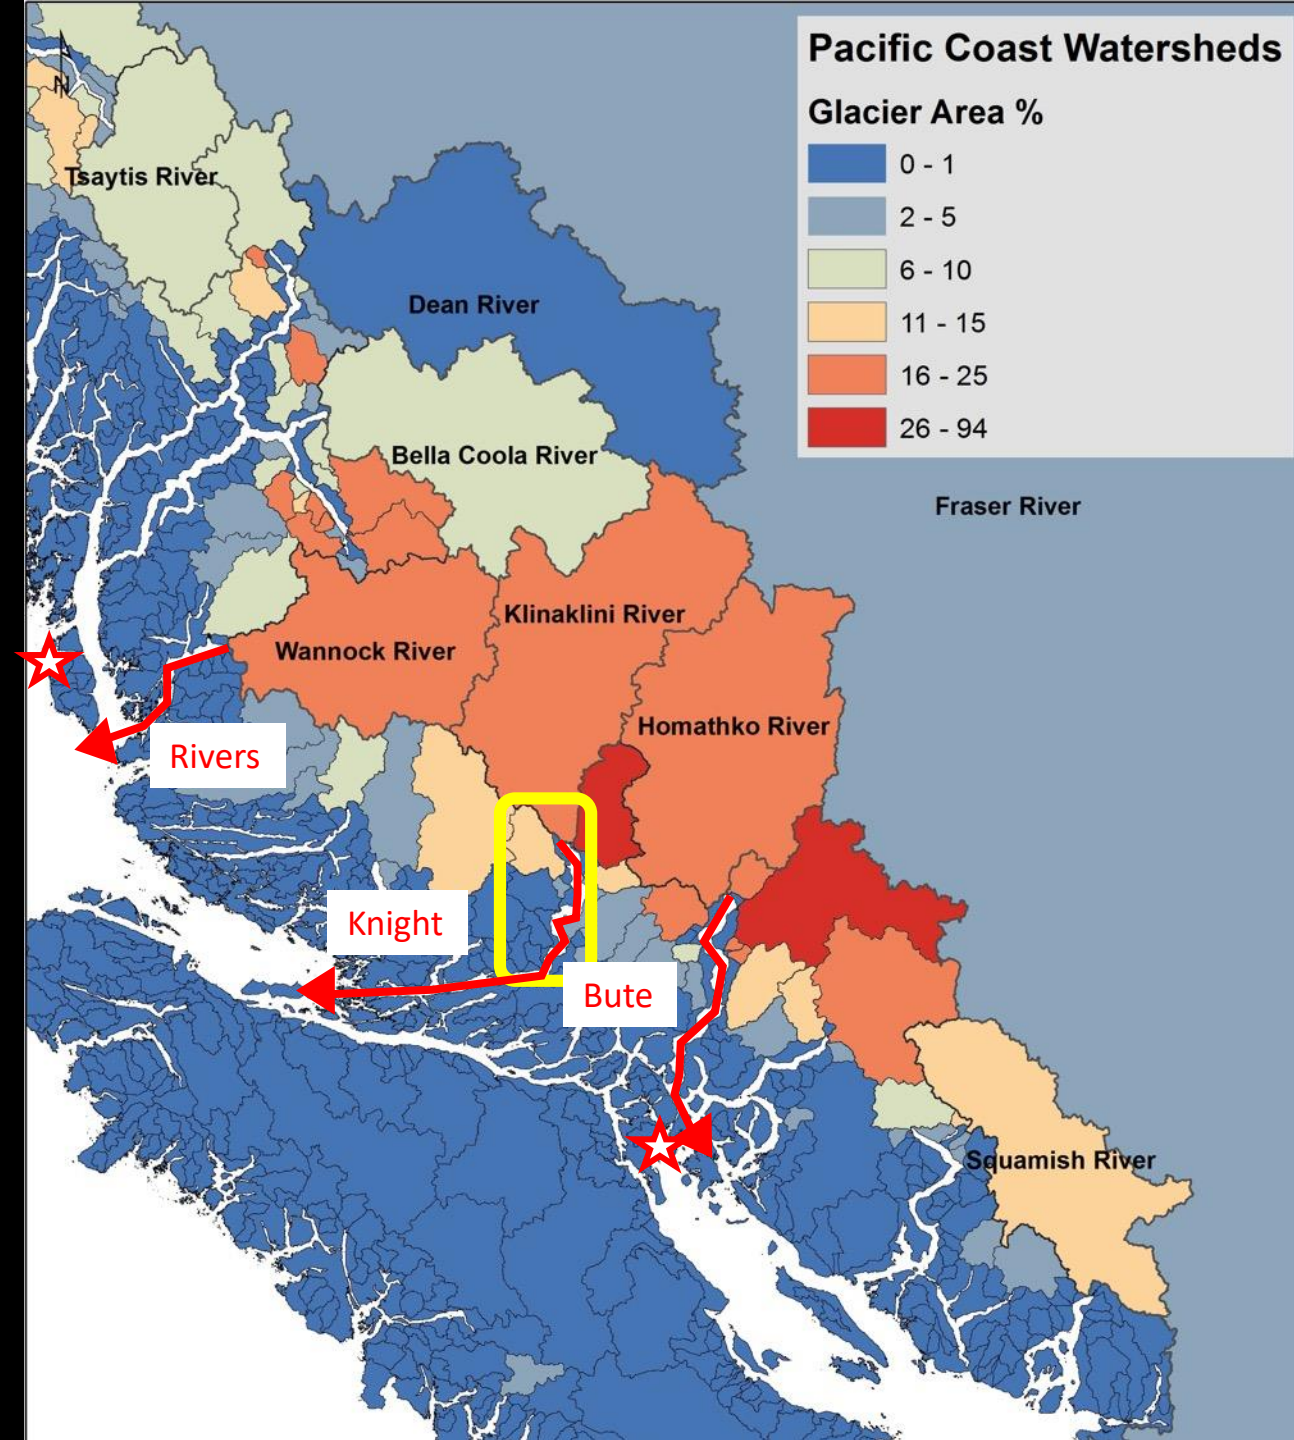 Pacific Coast Watersheds
Glacier Area %
0 - 1
2 - 5
6 - 10
11 - 15
16 - 25
26 - 94
N
Tsaytis River
Dean River
Bella Coola River
Fraser River
Klinaklini River
Wannock River
Homathko River
Rivers
Knight
Bute
Squamish River